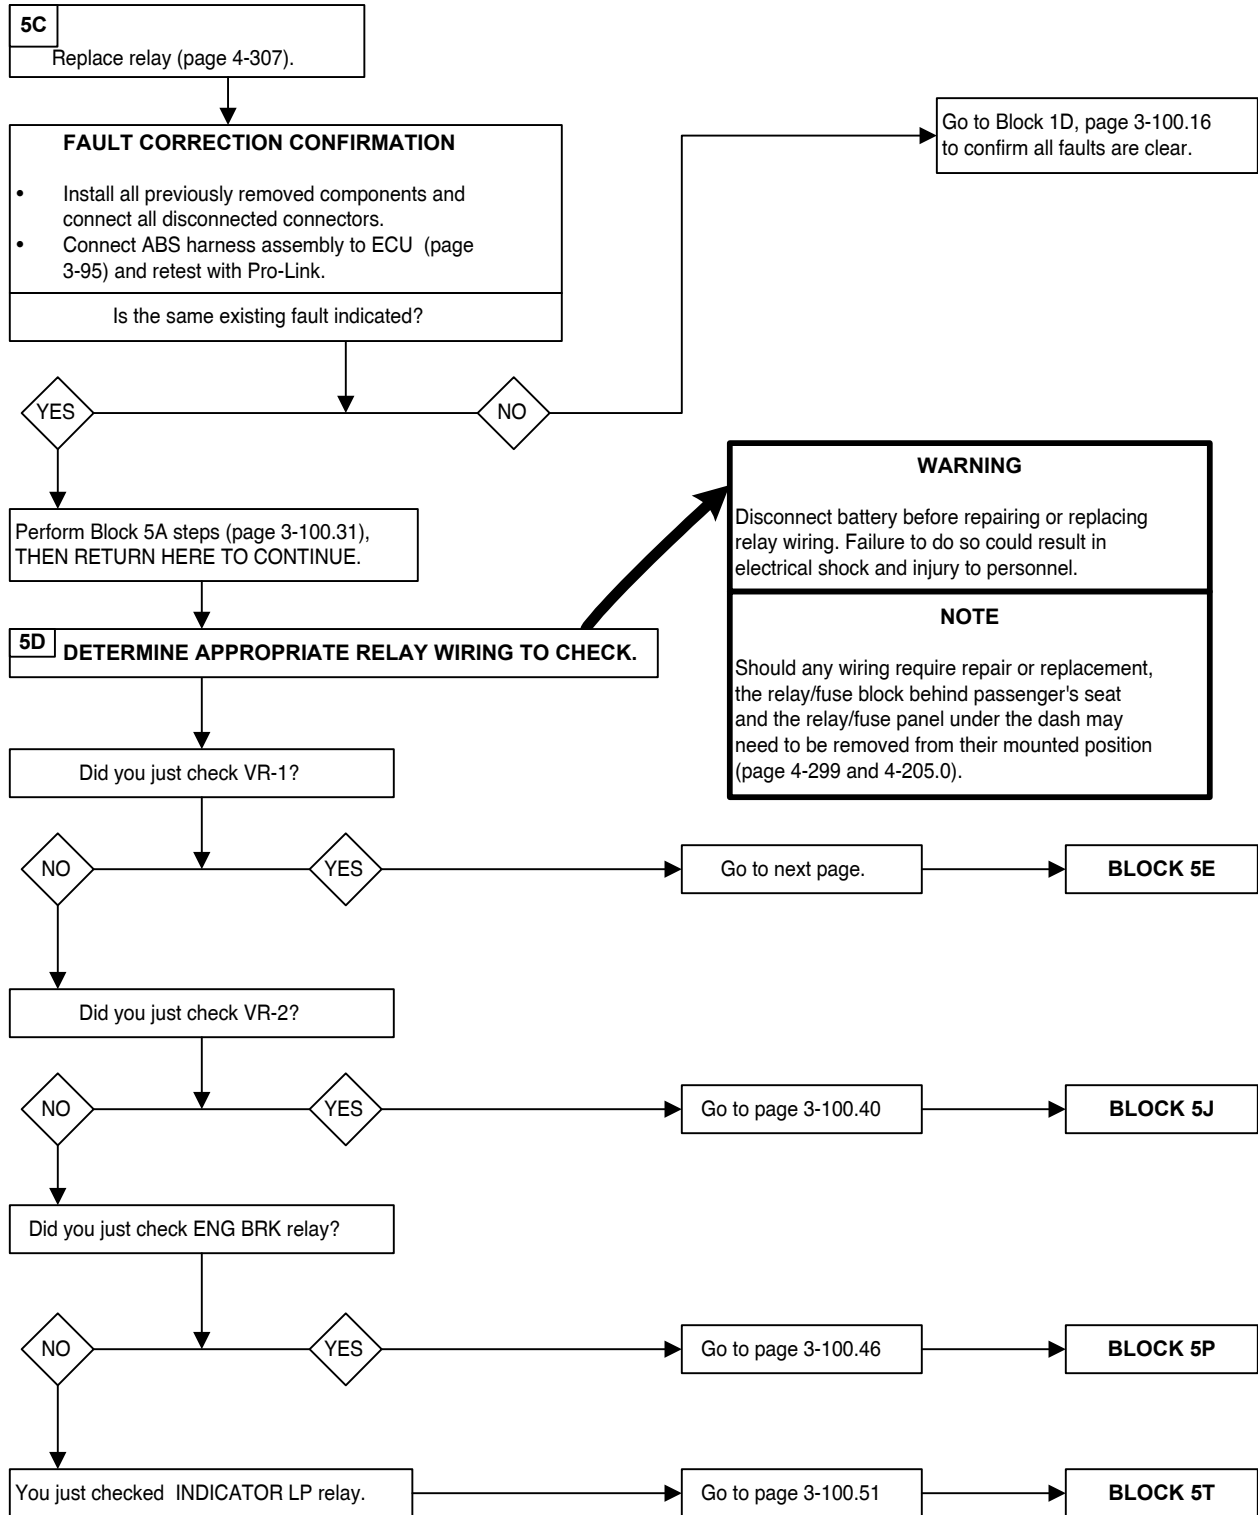 5C
Replace relay (page 4-307).
FAULT CORRECTION CONFIRMATION
• Install all previously removed components and
connect all disconnected connectors.
• Connect ABS harness assembly to ECU (page
3-95) and retest with Pro-Link.
Is the same existing fault indicated?
Go to Block 1D, page 3-100.16
to confirm all faults are clear.
YES
NO
Perform Block 5A steps (page 3-100.31),
THEN RETURN HERE TO CONTINUE.
WARNING
Disconnect battery before repairing or replacing
relay wiring. Failure to do so could result in
electrical shock and injury to personnel.
NOTE
Should any wiring require repair or replacement,
the relay/fuse block behind passenger's seat
and the relay/fuse panel under the dash may
need to be removed from their mounted position
(page 4-299 and 4-205.0).
5D
DETERMINE APPROPRIATE RELAY WIRING TO CHECK.
Did you just check VR-1?
NO
YES
Go to next page.
BLOCK 5E
Did you just check VR-2?
NO
YES
Go to page 3-100.40
BLOCK 5J
Did you just check ENG BRK relay?
NO
YES
Go to page 3-100.46
BLOCK 5P
You just checked INDICATOR LP relay.
Go to page 3-100.51
BLOCK 5T